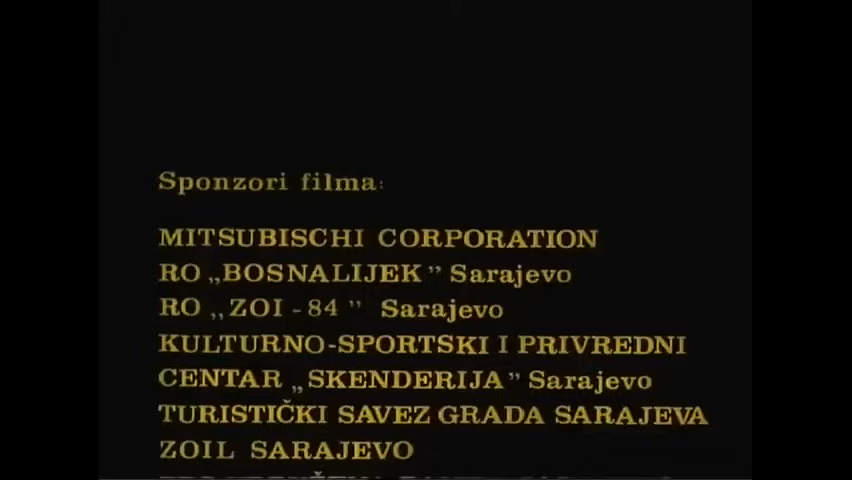 Sponzori filma:
MITSUBISCHI CORPORATION
RO „BOSNALIJEK” Sarajevo
RO „ZOI-84” Sarajevo
KULTURNO-SPORTSKI I PRIVREDNI
CENTAR „SKENDERIJA” Sarajevo
TURISTIČKI SAVEZ GRADA SARAJEVA
ZOIL SARAJEVO